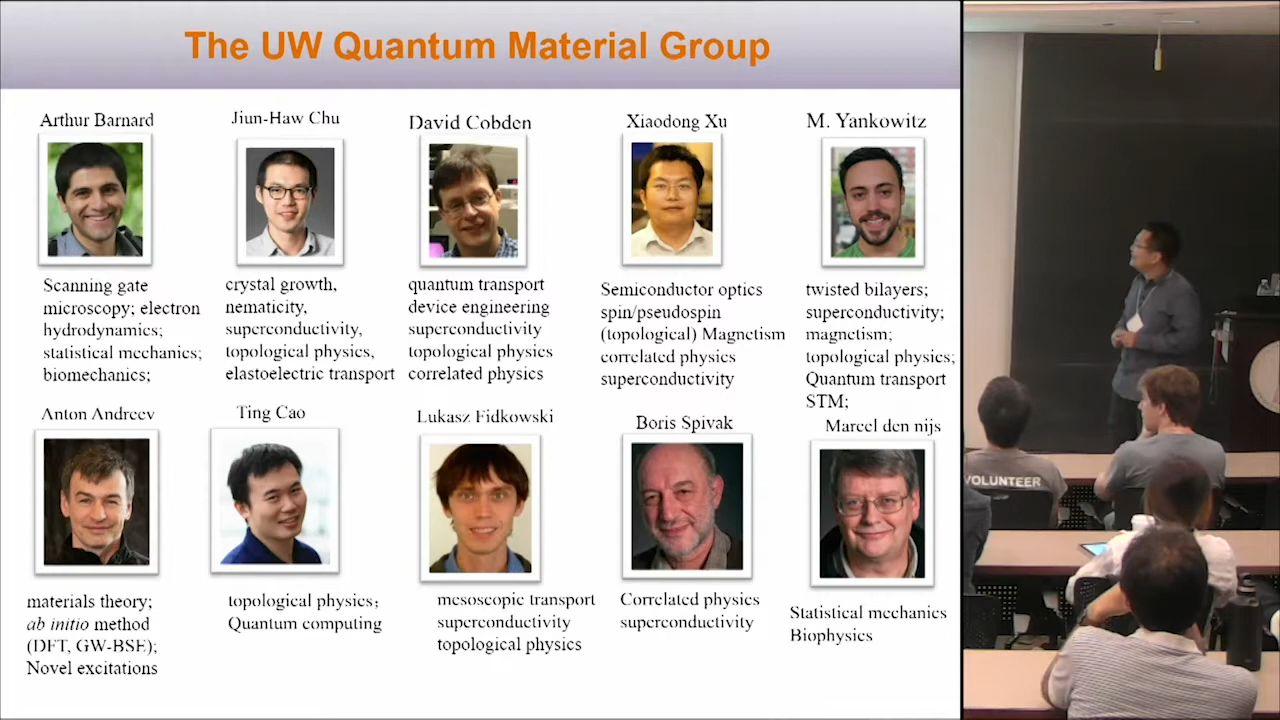 The UW Quantum Material Group
Arthur Barnard
Jiun-Haw Chu
David Cobden
Xiaodong Xu
M. Yankowitz
Scanning gate
microscopy; electron
hydrodynamics;
statistical mechanics;
biomechanics;
crystal growth,
nematicity,
superconductivity,
topological physics,
elastoelectric transport
quantum transport
device engineering
superconductivity
topological physics
correlated physics
Semiconductor optics
spin/pseudospin
(topological) Magnetism
correlated physics
superconductivity
twisted bilayers;
superconductivity;
magnetism;
topological physics;
Quantum transport
STM;
Anton Andreev
Ting Cao
Lukasz Fidkowski
Boris Spivak
Marcel den nijs
materials theory;
ab initio method
(DFT, GW-BSE);
Novel excitations
topological physics;
Quantum computing
mesoscopic transport
superconductivity
topological physics
Correlated physics
superconductivity
Statistical mechanics
Biophysics
VOLUNTEER